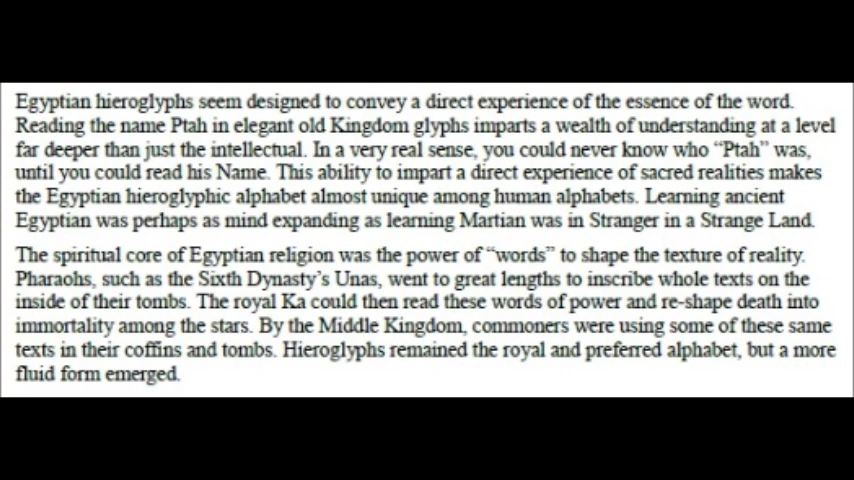 Egyptian hieroglyphs seem designed to convey a direct experience of the essence of the word.
Reading the name Ptah in elegant old Kingdom glyphs imparts a wealth of understanding at a level
far deeper than just the intellectual. In a very real sense, you could never know who “Ptah” was,
until you could read his Name. This ability to impart a direct experience of sacred realities makes
the Egyptian hieroglyphic alphabet almost unique among human alphabets. Learning ancient
Egyptian was perhaps as mind expanding as learning Martian was in Stranger in a Strange Land.
The spiritual core of Egyptian religion was the power of “words” to shape the texture of reality.
Pharaohs, such as the Sixth Dynasty’s Unas, went to great lengths to inscribe whole texts on the
inside of their tombs. The royal Ka could then read these words of power and re-shape death into
immortality among the stars. By the Middle Kingdom, commoners were using some of these same
texts in their coffins and tombs. Hieroglyphs remained the royal and preferred alphabet, but a more
fluid form emerged.